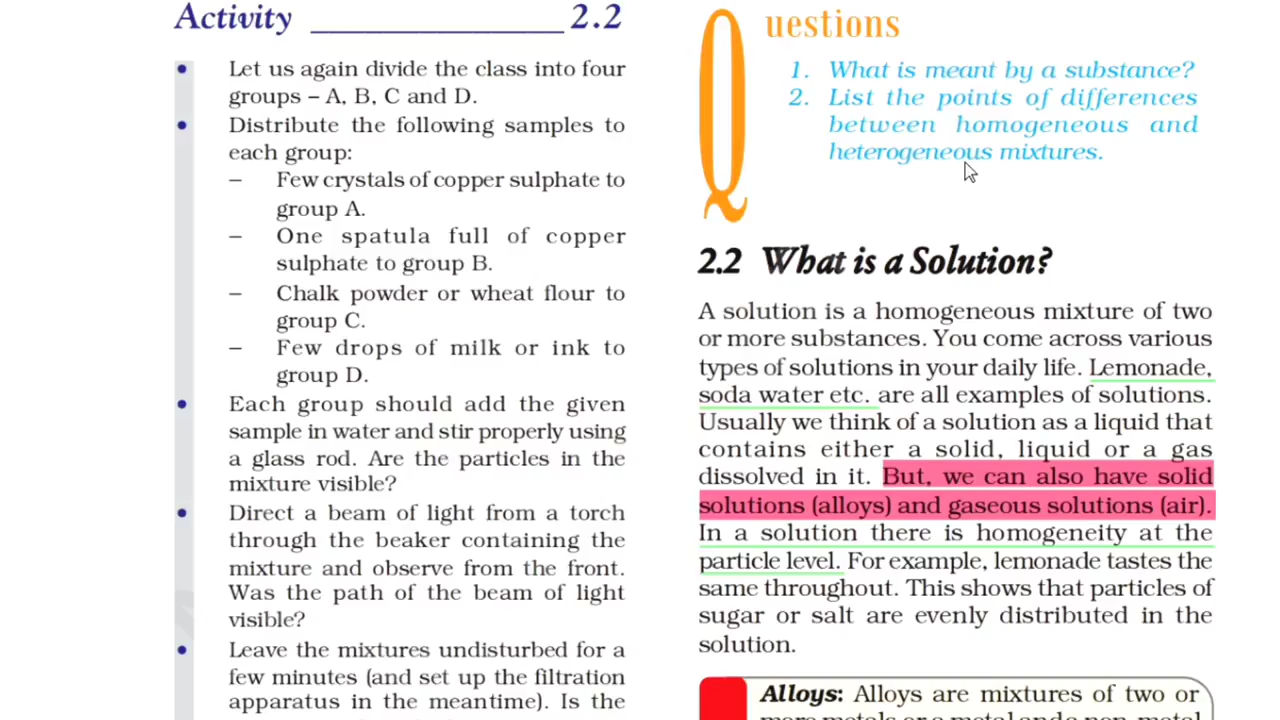 Activity ________________ 2.2
• Let us again divide the class into four
groups – A, B, C and D.
• Distribute the following samples to
each group:
– Few crystals of copper sulphate to
group A.
– One spatula full of copper
sulphate to group B.
– Chalk powder or wheat flour to
group C.
– Few drops of milk or ink to
group D.
• Each group should add the given
sample in water and stir properly using
a glass rod. Are the particles in the
mixture visible?
• Direct a beam of light from a torch
through the beaker containing the
mixture and observe from the front.
Was the path of the beam of light
visible?
• Leave the mixtures undisturbed for a
few minutes (and set up the filtration
apparatus in the meantime). Is the
Questions
1. What is meant by a substance?
2. List the points of differences
between homogeneous and
heterogeneous mixtures.
2.2 What is a Solution?
A solution is a homogeneous mixture of two
or more substances. You come across various
types of solutions in your daily life. Lemonade,
soda water etc. are all examples of solutions.
Usually we think of a solution as a liquid that
contains either a solid, liquid or a gas
dissolved in it. But, we can also have solid
solutions (alloys) and gaseous solutions (air).
In a solution there is homogeneity at the
particle level. For example, lemonade tastes the
same throughout. This shows that particles of
sugar or salt are evenly distributed in the
solution.
Alloys: Alloys are mixtures of two or
more metals or a metal and a non-metal